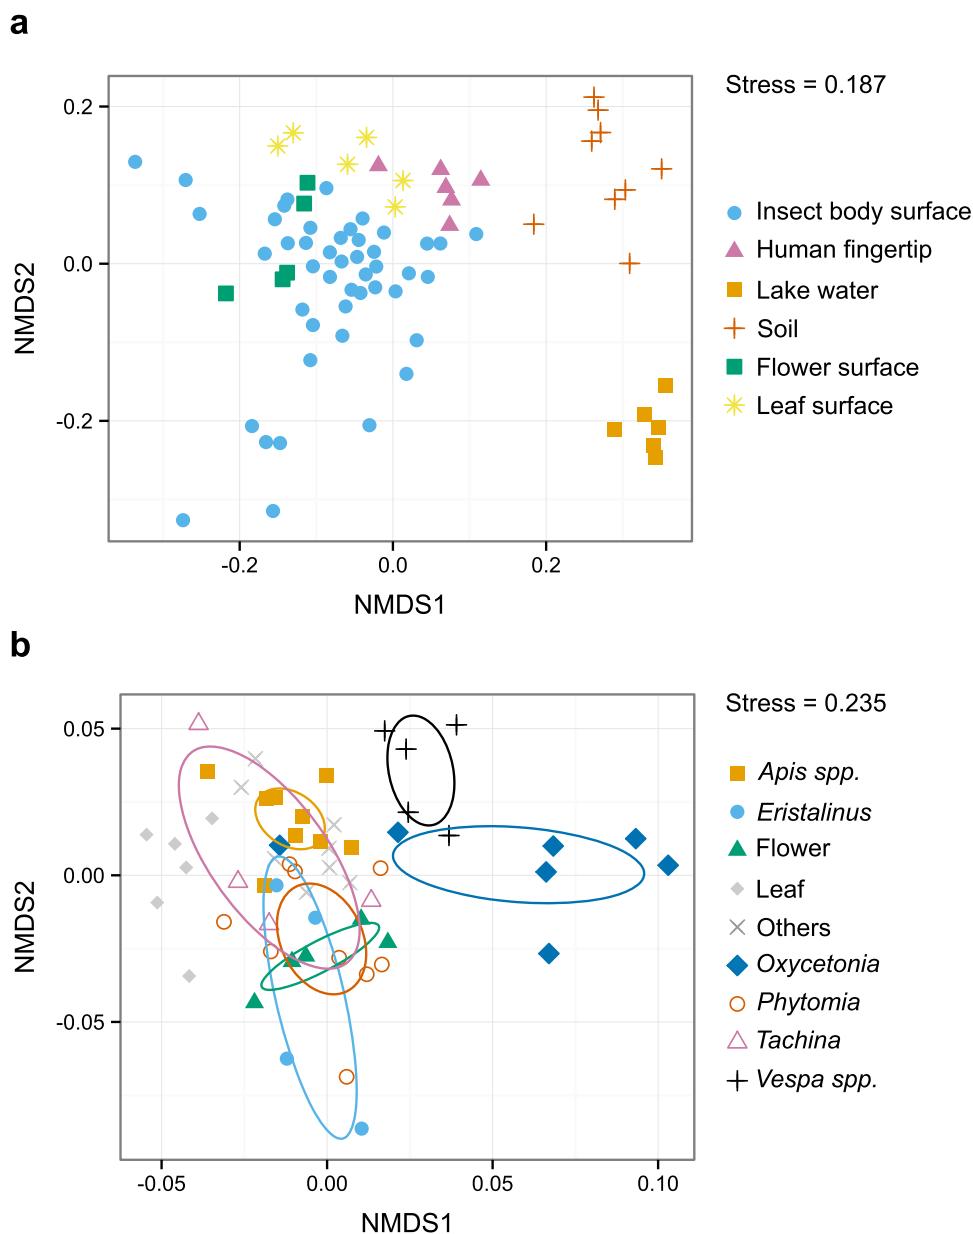 a
Stress = 0.187
0.2
0.0
-0.2
NMDS2
-0.2
0.0
0.2
NMDS1
Insect body surface
Human fingertip
Lake water
Soil
Flower surface
Leaf surface
b
Stress = 0.235
0.05
0.00
-0.05
NMDS2
-0.05
0.00
0.05
0.10
NMDS1
Apis spp.
Eristalinus
Flower
Leaf
Others
Oxycetonia
Phytomia
Tachina
Vespa spp.